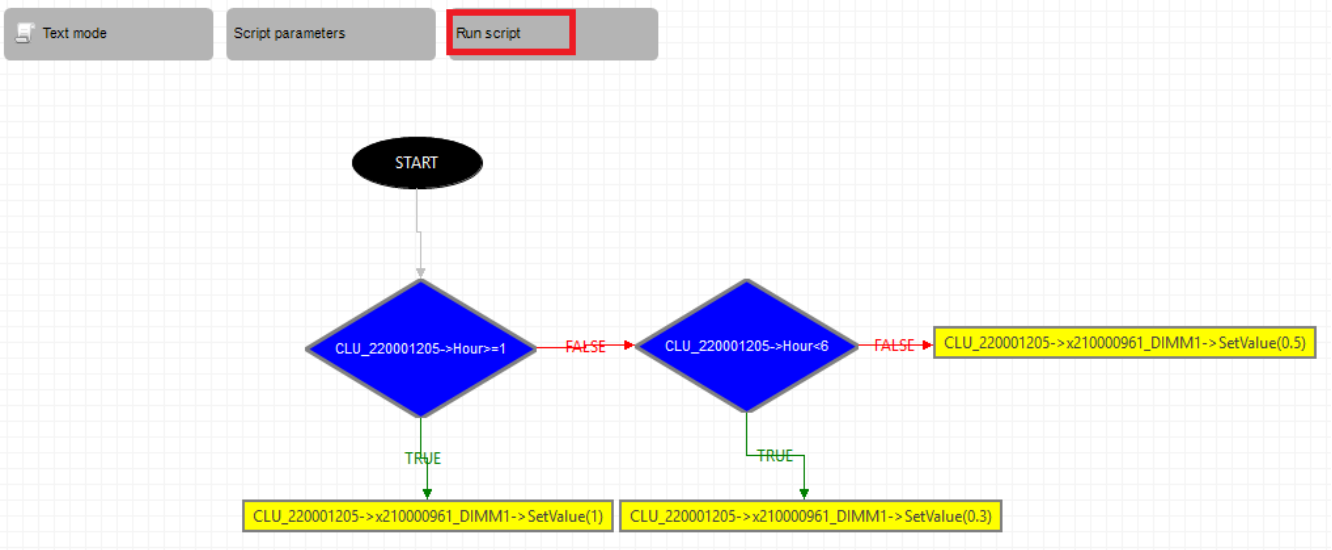 Text mode
Script parameters
Run script
START
CLU_220001205->Hour>=1
FALSE
CLU_220001205->Hour<6
FALSE
CLU_220001205->x210000961_DIMM1->SetValue(0.5)
TRUE
TRUE
CLU_220001205->x210000961_DIMM1->SetValue(1)
CLU_220001205->x210000961_DIMM1->SetValue(0.3)